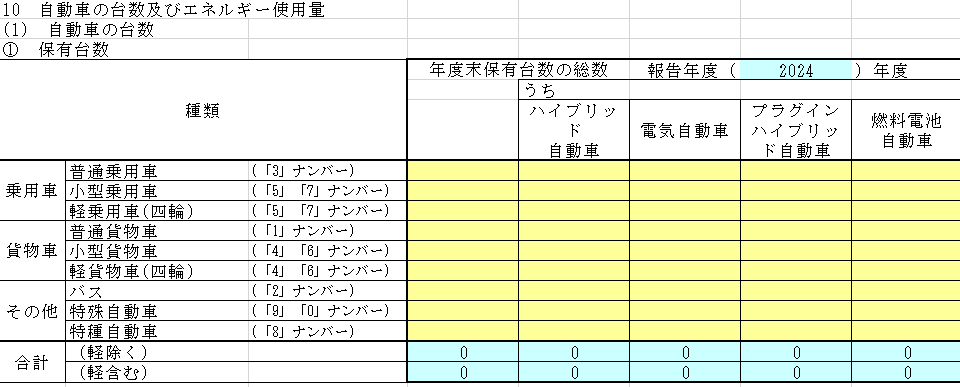 10　自動車の台数及びエネルギー使用量
(1)　自動車の台数
①　保有台数
種類
年度末保有台数の総数　報告年度（ 2024 ）年度
うち
ハイブリッ
ド
自動車
電気自動車
プラグイン
ハイブリッ
ド自動車
燃料電池
自動車
乗用車
普通乗用車 (「3」ナンバー)
小型乗用車 (「5」「7」ナンバー)
軽乗用車(四輪) (「5」「7」ナンバー)
貨物車
普通貨物車 (「1」ナンバー)
小型貨物車 (「4」「6」ナンバー)
軽貨物車(四輪) (「4」「6」ナンバー)
その他
バス (「2」ナンバー)
特殊自動車 (「9」「0」ナンバー)
特種自動車 (「8」ナンバー)
合計
（軽除く） 0 0 0 0 0
（軽含む） 0 0 0 0 0